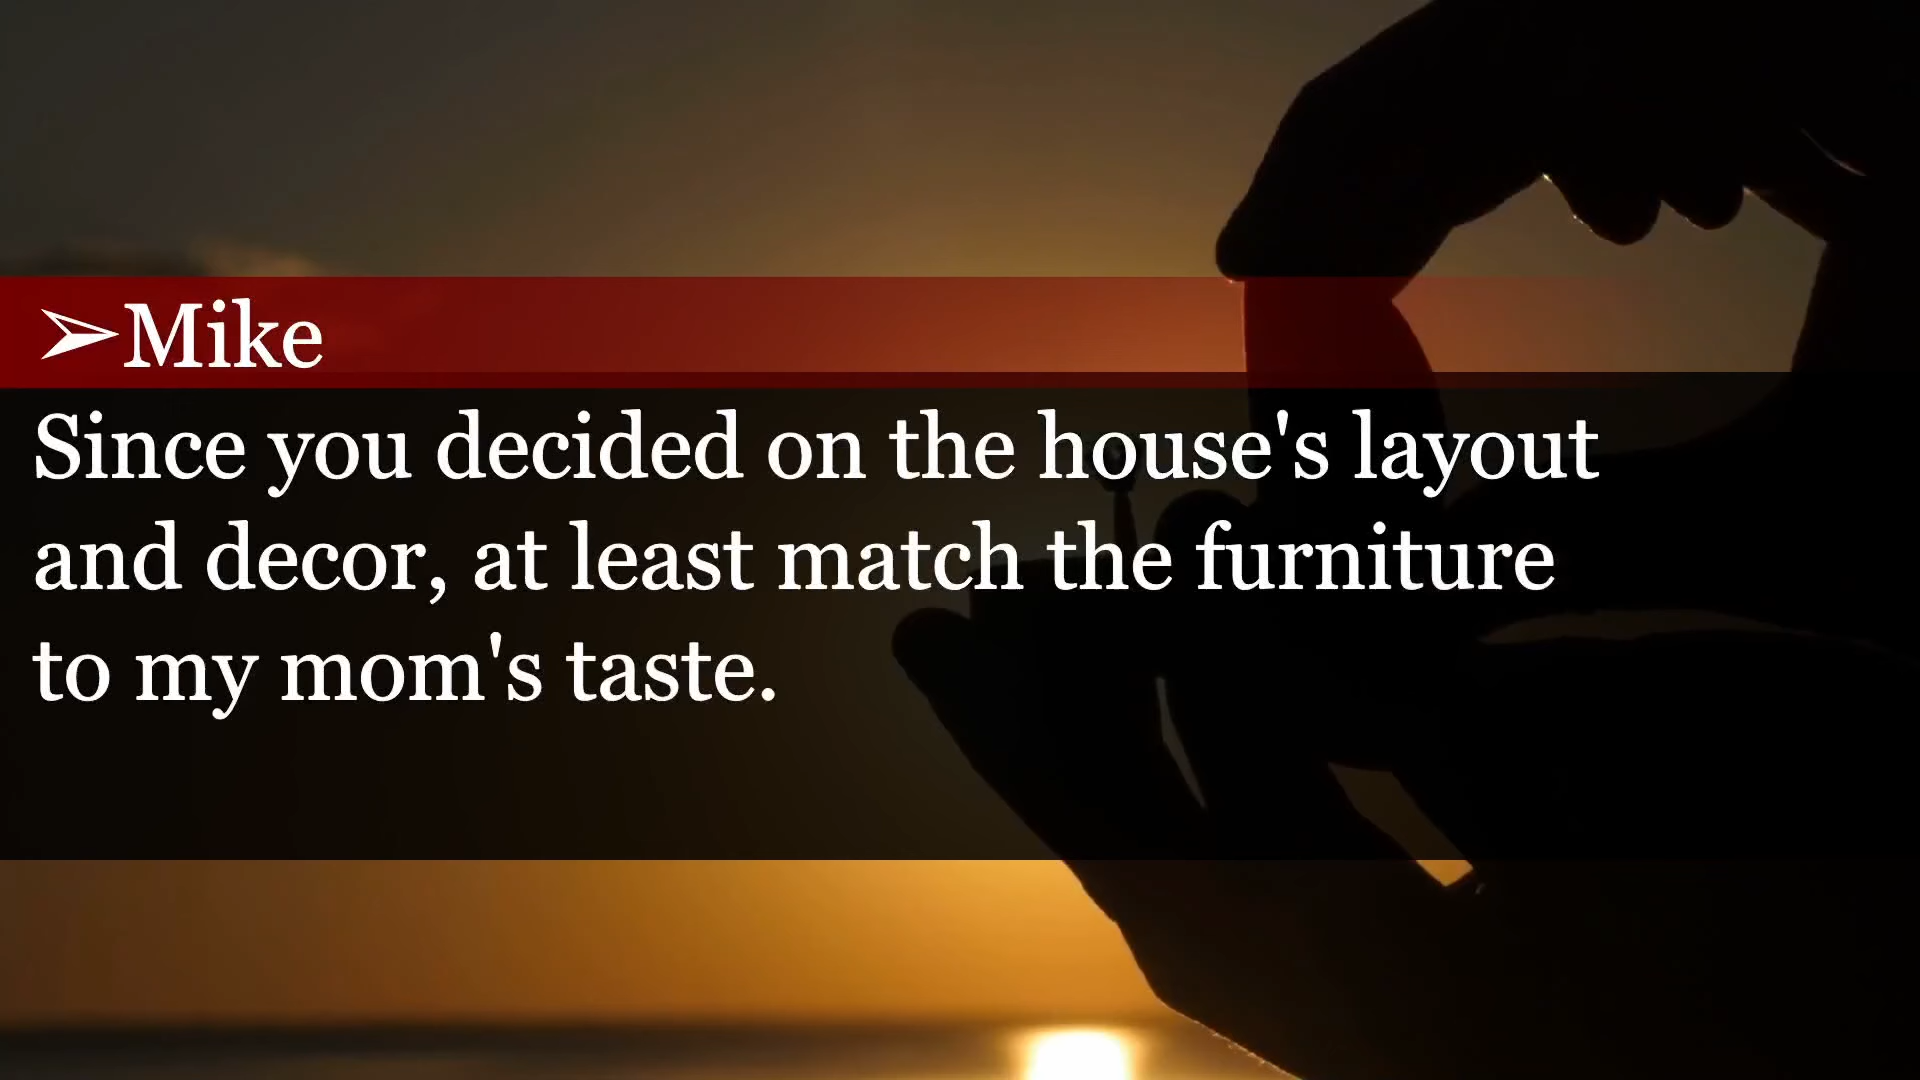 ➢Mike
Since you decided on the house's layout
and decor, at least match the furniture
to my mom's taste.